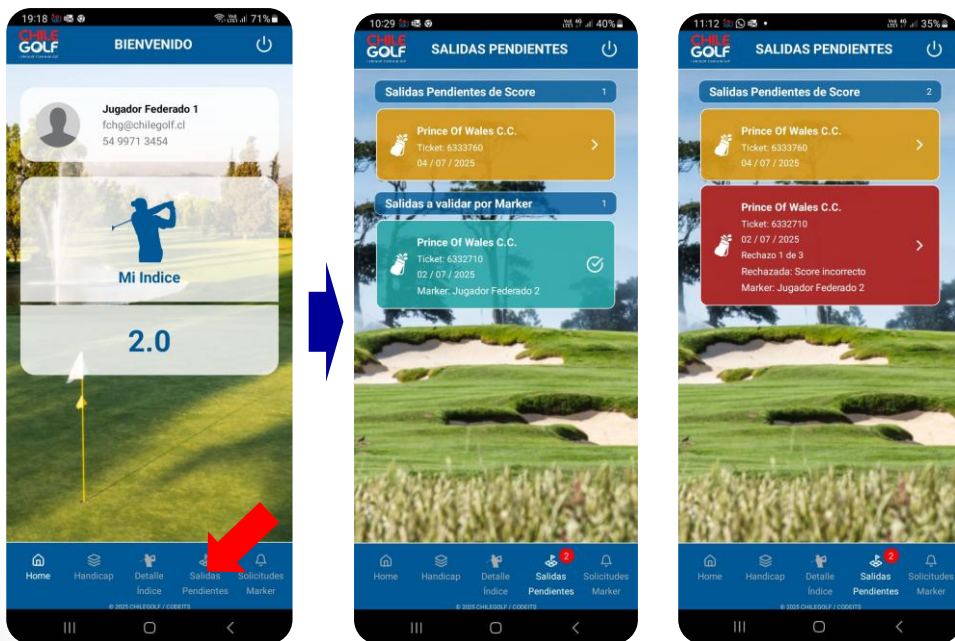 19:18
71%
CHILE
GOLF
BIENVENIDO
Jugador Federado 1
fchg@chilegolf.cl
54 9971 3454
Mi Indice
2.0
Home
Handicap
Detalle
Índice
Salidas
Pendientes
Solicitudes
Marker
© 2025 CHILEGOLF / CODEITS
10:29
40%
CHILE
GOLF
SALIDAS PENDIENTES
Salidas Pendientes de Score 1
Prince Of Wales C.C.
Ticket: 6333760
04 / 07 / 2025
Salidas a validar por Marker 1
Prince Of Wales C.C.
Ticket: 6332710
02 / 07 / 2025
Marker: Jugador Federado 2
2
Home
Handicap
Detalle
Índice
Salidas
Pendientes
Solicitudes
Marker
© 2025 CHILEGOLF / CODEITS
11:12
35%
CHILE
GOLF
SALIDAS PENDIENTES
Salidas Pendientes de Score 2
Prince Of Wales C.C.
Ticket: 6333760
04 / 07 / 2025
Prince Of Wales C.C.
Ticket: 6332710
02 / 07 / 2025
Rechazo 1 de 3
Rechazada: Score incorrecto
Marker: Jugador Federado 2
2
Home
Handicap
Detalle
Índice
Salidas
Pendientes
Solicitudes
Marker
© 2025 CHILEGOLF / CODEITS